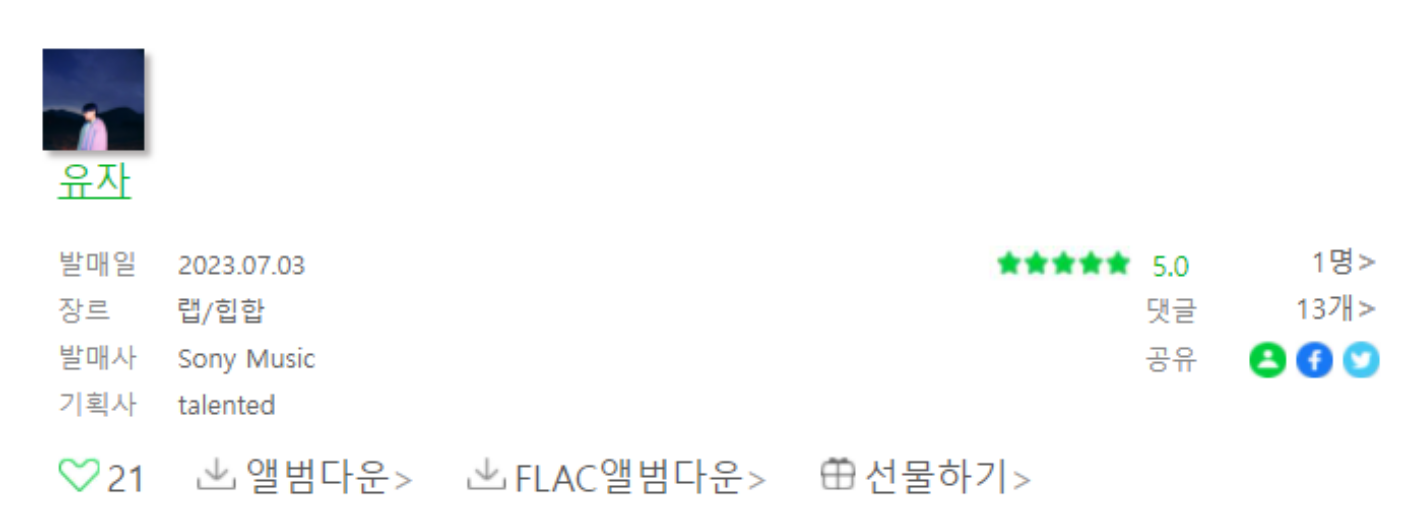 유자
발매일 2023.07.03 5.0 1명>
장르 랩/힙합 댓글 13개>
발매사 Sony Music 공유
기획사 talented
21 앨범다운> FLAC앨범다운> 선물하기>